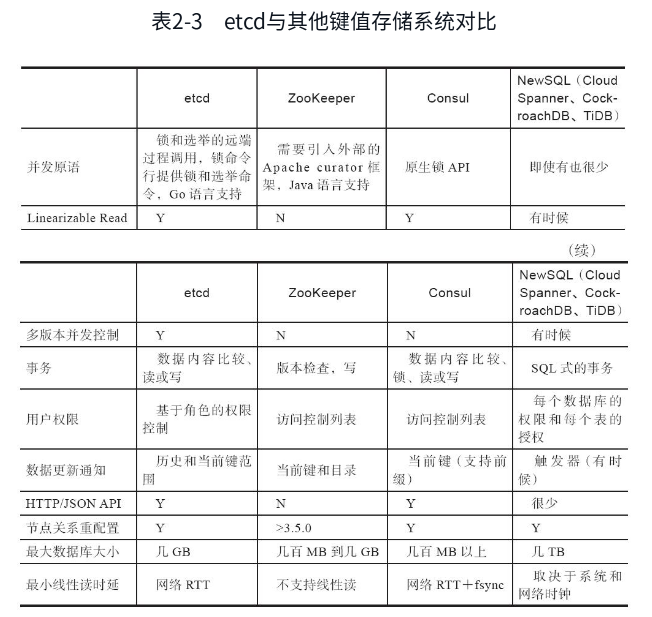 表2-3 etcd与其他键值存储系统对比
etcd ZooKeeper Consul NewSQL（Cloud
Spanner、Cock-
roachDB、TiDB）
并发原语 锁和选举的远端
过程调用，锁命令
行提供锁和选举命
令，Go 语言支持
需要引入外部的
Apache curator 框
架，Java 语言支持
原生锁 API 即使有也很少
Linearizable Read Y N Y 有时候
（续）
etcd ZooKeeper Consul NewSQL（Cloud
Spanner、Cock-
roachDB、TiDB）
多版本并发控制 Y N N 有时候
事务 数据内容比较、
读或写
版本检查，写
数据内容比较、
锁、读或写
SQL 式的事务
用户权限 基于角色的权限
控制
访问控制列表 访问控制列表
每个数据库的
权限和每个表的
授权
数据更新通知 历史和当前键范
围
当前键和目录
当前键（支持前
缀）
触发器（有时
候）
HTTP/JSON API Y N Y 很少
节点关系重配置 Y >3.5.0 Y Y
最大数据库大小 几 GB 几百 MB 到几 GB 几百 MB 以上 几 TB
最小线性读时延 网络 RTT 不支持线性读 网络 RTT＋fsync 取决于系统和
网络时钟